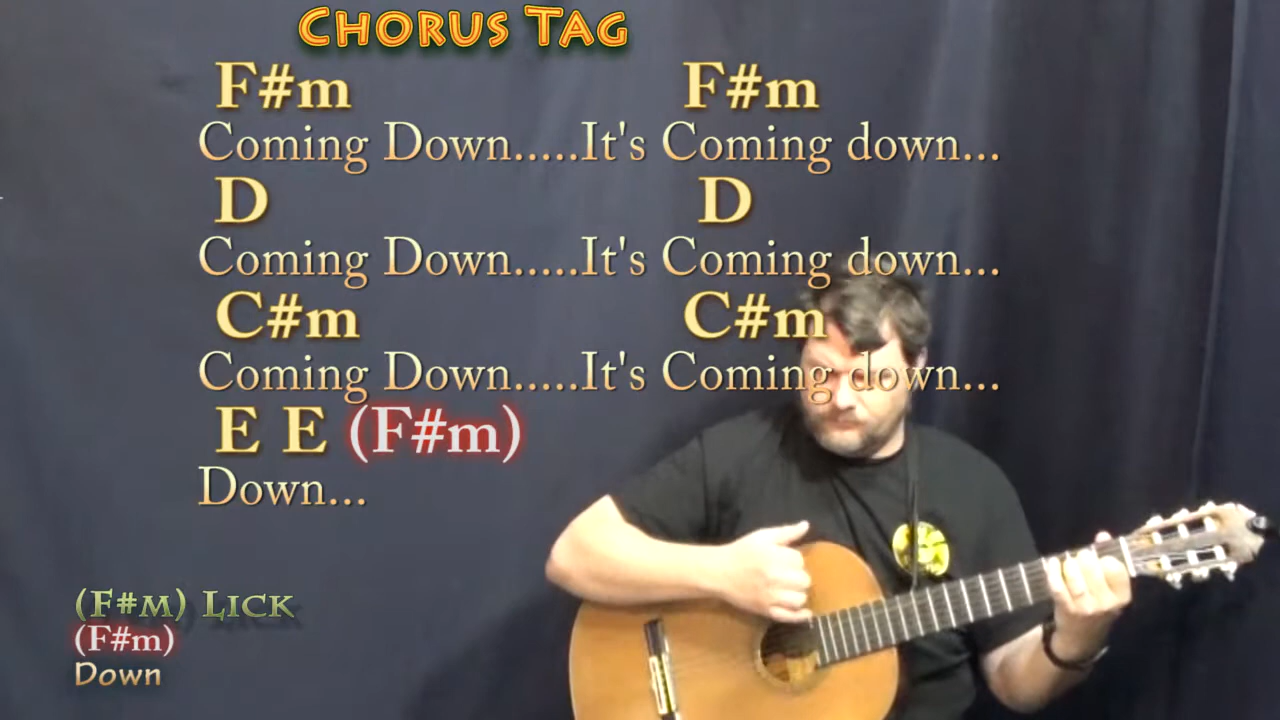 Chorus Tag
F#m F#m
Coming Down.....It's Coming down...
D D
Coming Down.....It's Coming down...
C#m C#m
Coming Down.....It's Coming down...
E E (F#m)
Down...
(F#m) Lick
(F#m)
Down